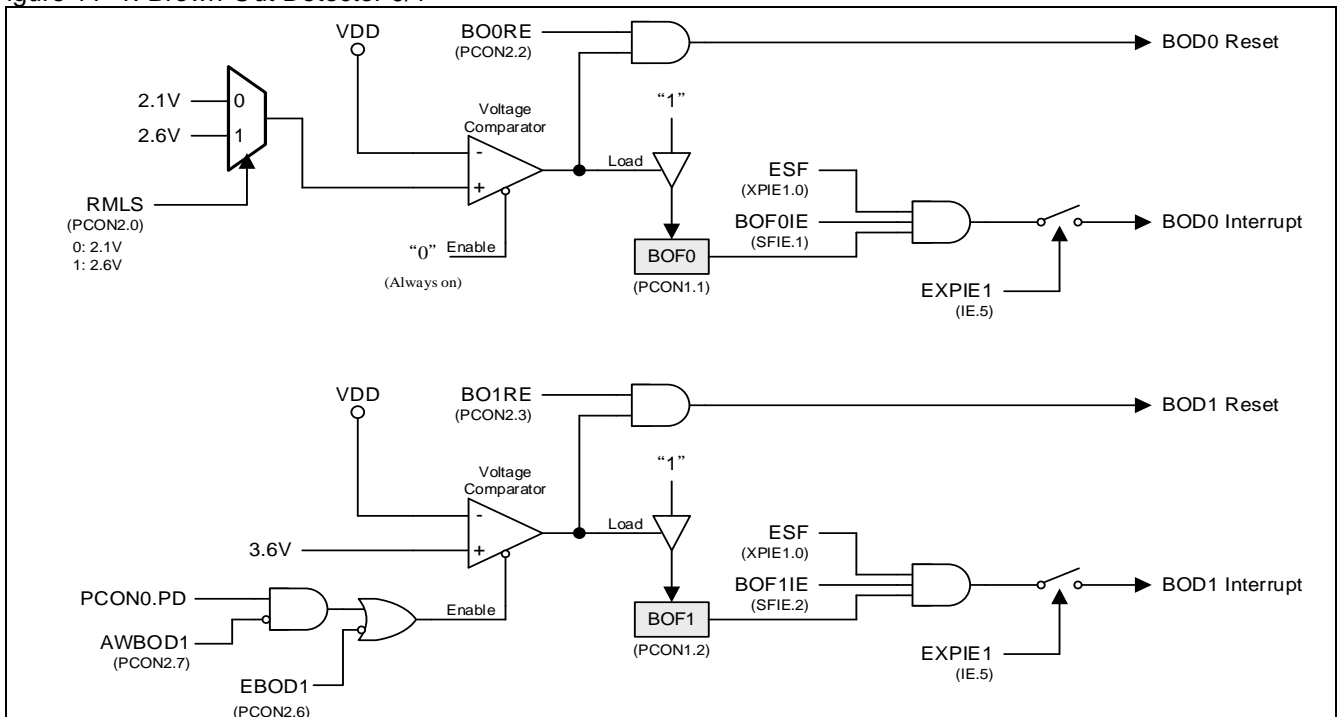 VDD
BO0RE
(PCON2.2)
BOD0 Reset
2.1V
0
2.6V
1
Voltage
Comparator
-
+
"1"
Load
RMLS
(PCON2.0)
0: 2.1V
1: 2.6V
"0"
Enable
(Always on)
BOF0
(PCON1.1)
ESF
(XPIE1.0)
BOF0IE
(SFIE.1)
BOD0 Interrupt
EXPIE1
(IE.5)
VDD
BO1RE
(PCON2.3)
BOD1 Reset
Voltage
Comparator
-
+
"1"
Load
3.6V
PCON0.PD
AWBOD1
(PCON2.7)
Enable
EBOD1
(PCON2.6)
BOF1
(PCON1.2)
ESF
(XPIE1.0)
BOF1IE
(SFIE.2)
BOD1 Interrupt
EXPIE1
(IE.5)